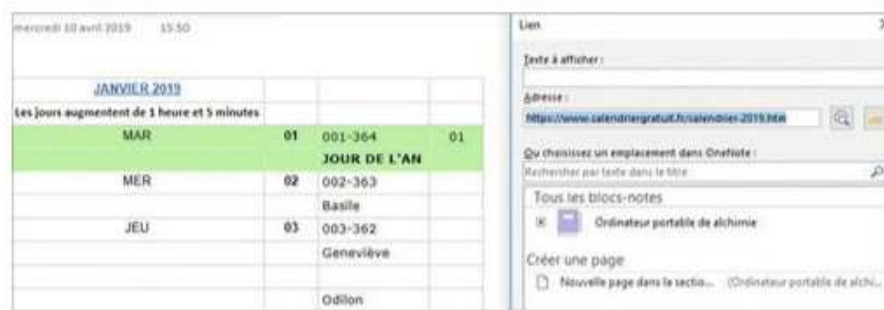 mercredi 10 avril 2019 15:50
JANVIER 2019
Les jours augmentent de 1 heure et 5 minutes
MAR 01 001-364 01
JOUR DE L'AN
MER 02 002-363
Basile
JEU 03 003-362
Geneviève
Odilon
Lien
Texte à afficher :
Adresse :
https://www.calendriergratuit.fr/calendrier-2019.htm
Ou choisissez un emplacement dans OneNote :
Rechercher par texte dans le titre
Tous les blocs-notes
Ordinateur portable de alchimie
Créer une page
Nouvelle page dans la sectio... (Ordinateur portable de alchi...